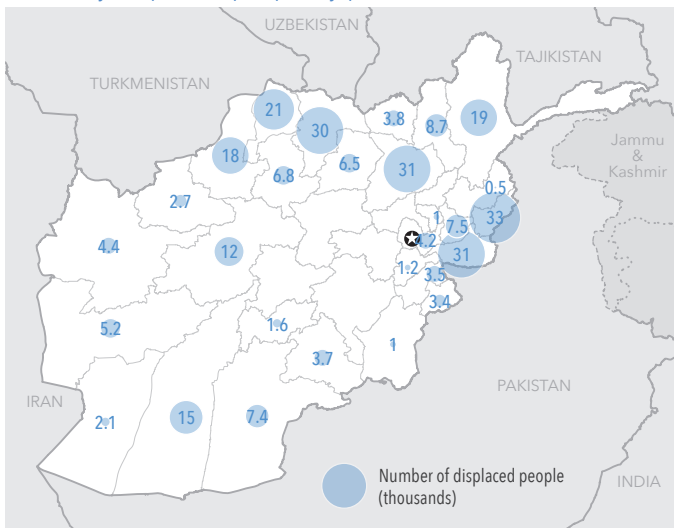 UZBEKISTAN
TAJIKISTAN
TURKMENISTAN
21
30
3.8
8.7
19
Jammu
&
Kashmir
18
6.8
6.5
31
0.5
2.7
1
7.5
33
4.4
12
4.2
31
1.2
3.5
3.4
5.2
1.6
3.7
1
IRAN
2.1
15
7.4
PAKISTAN
Number of displaced people
(thousands)
INDIA